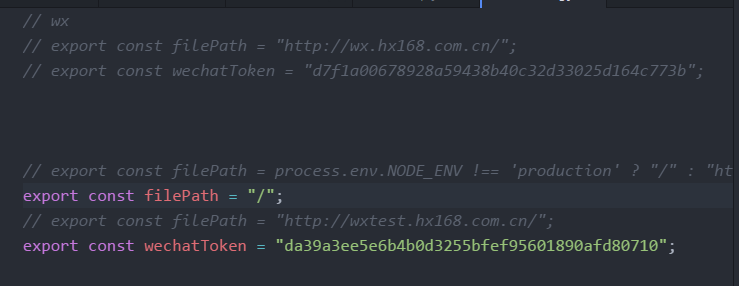 // wx
// export const filePath = "http://wx.hx168.com.cn/";
// export const wechatToken = "d7f1a00678928a59438b40c32d33025d164c773b";
// export const filePath = process.env.NODE_ENV !== 'production' ? "/" : "ht
export const filePath = "/";
// export const filePath = "http://wxtest.hx168.com.cn/";
export const wechatToken = "da39a3ee5e6b4b0d3255bfef95601890afd80710";